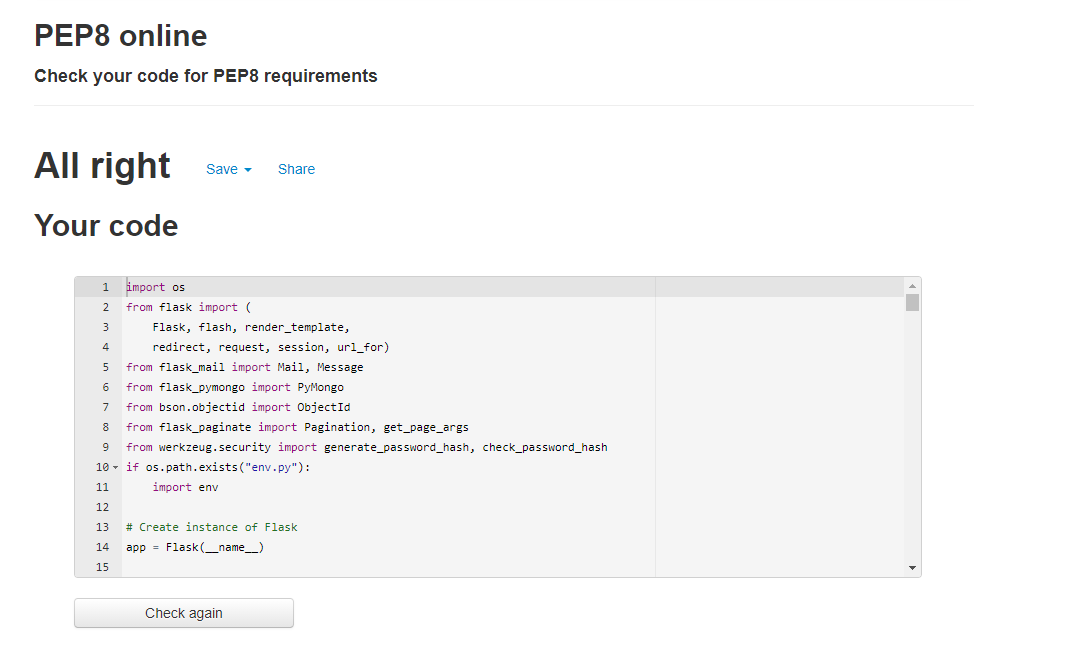 PEP8 online
Check your code for PEP8 requirements
All right Save Share
Your code
1 import os
2 from flask import (
3     Flask, flash, render_template,
4     redirect, request, session, url_for)
5 from flask_mail import Mail, Message
6 from flask_pymongo import PyMongo
7 from bson.objectid import ObjectId
8 from flask_paginate import Pagination, get_page_args
9 from werkzeug.security import generate_password_hash, check_password_hash
10 if os.path.exists("env.py"):
11     import env
12
13 # Create instance of Flask
14 app = Flask(__name__)
15
Check again